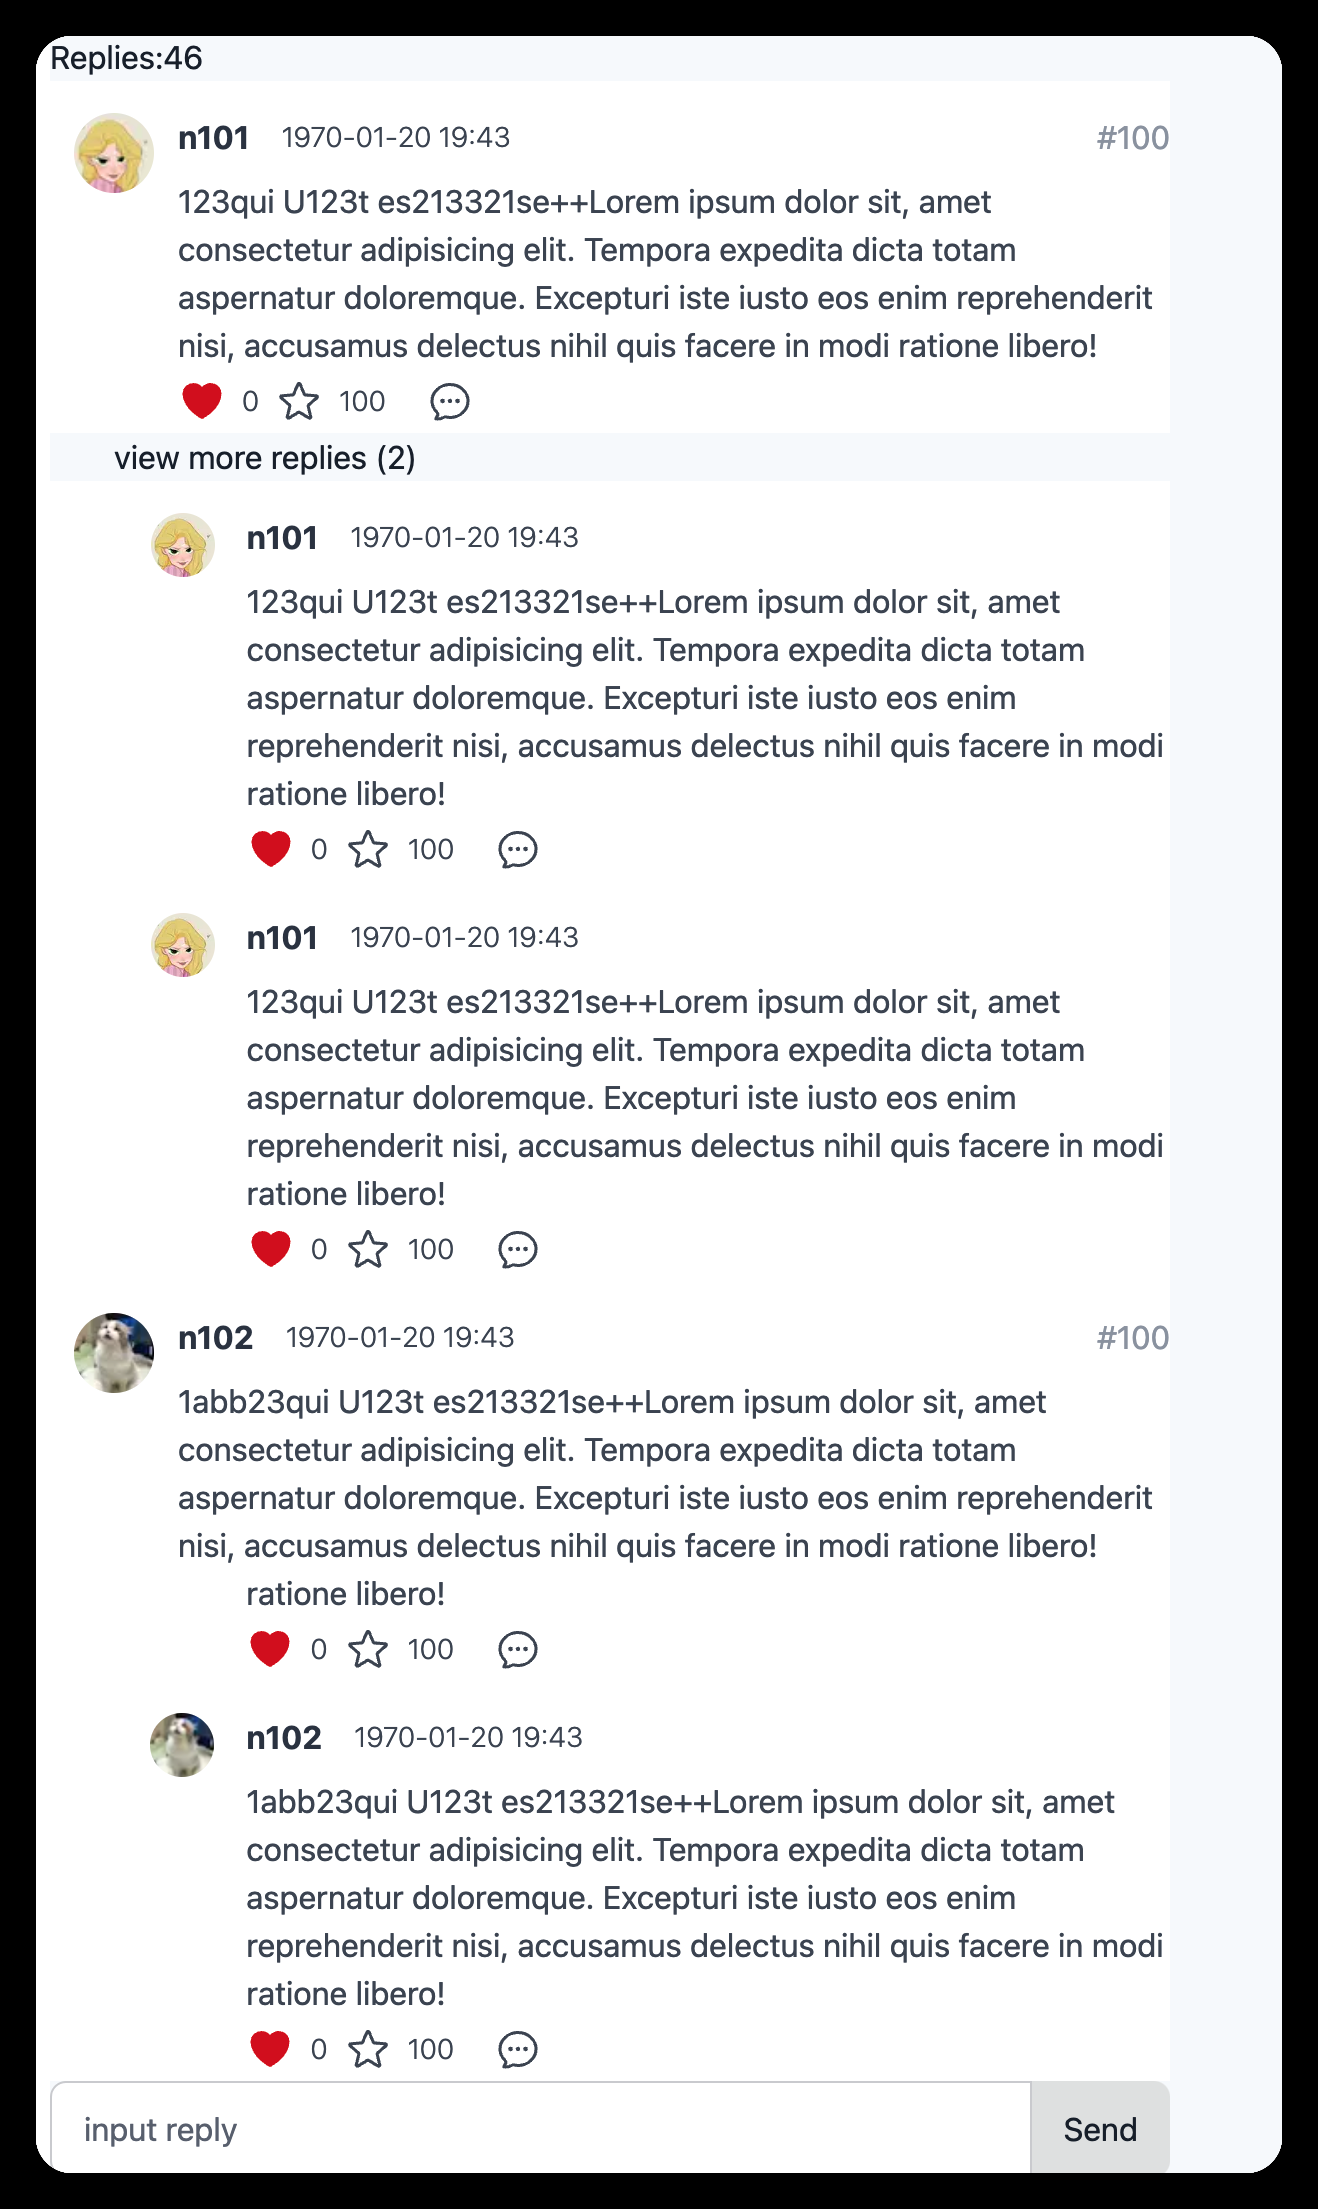 Replies:46
n101 1970-01-20 19:43 #100
123qui U123t es213321se++Lorem ipsum dolor sit, amet
consectetur adipisicing elit. Tempora expedita dicta totam
aspernatur doloremque. Excepturi iste iusto eos enim reprehenderit
nisi, accusamus delectus nihil quis facere in modi ratione libero!
0 100
view more replies (2)
n101 1970-01-20 19:43
123qui U123t es213321se++Lorem ipsum dolor sit, amet
consectetur adipisicing elit. Tempora expedita dicta totam
aspernatur doloremque. Excepturi iste iusto eos enim
reprehenderit nisi, accusamus delectus nihil quis facere in modi
ratione libero!
0 100
n101 1970-01-20 19:43
123qui U123t es213321se++Lorem ipsum dolor sit, amet
consectetur adipisicing elit. Tempora expedita dicta totam
aspernatur doloremque. Excepturi iste iusto eos enim
reprehenderit nisi, accusamus delectus nihil quis facere in modi
ratione libero!
0 100
n102 1970-01-20 19:43 #100
1abb23qui U123t es213321se++Lorem ipsum dolor sit, amet
consectetur adipisicing elit. Tempora expedita dicta totam
aspernatur doloremque. Excepturi iste iusto eos enim reprehenderit
nisi, accusamus delectus nihil quis facere in modi ratione libero!
ratione libero!
0 100
n102 1970-01-20 19:43
1abb23qui U123t es213321se++Lorem ipsum dolor sit, amet
consectetur adipisicing elit. Tempora expedita dicta totam
aspernatur doloremque. Excepturi iste iusto eos enim
reprehenderit nisi, accusamus delectus nihil quis facere in modi
ratione libero!
0 100
input reply Send